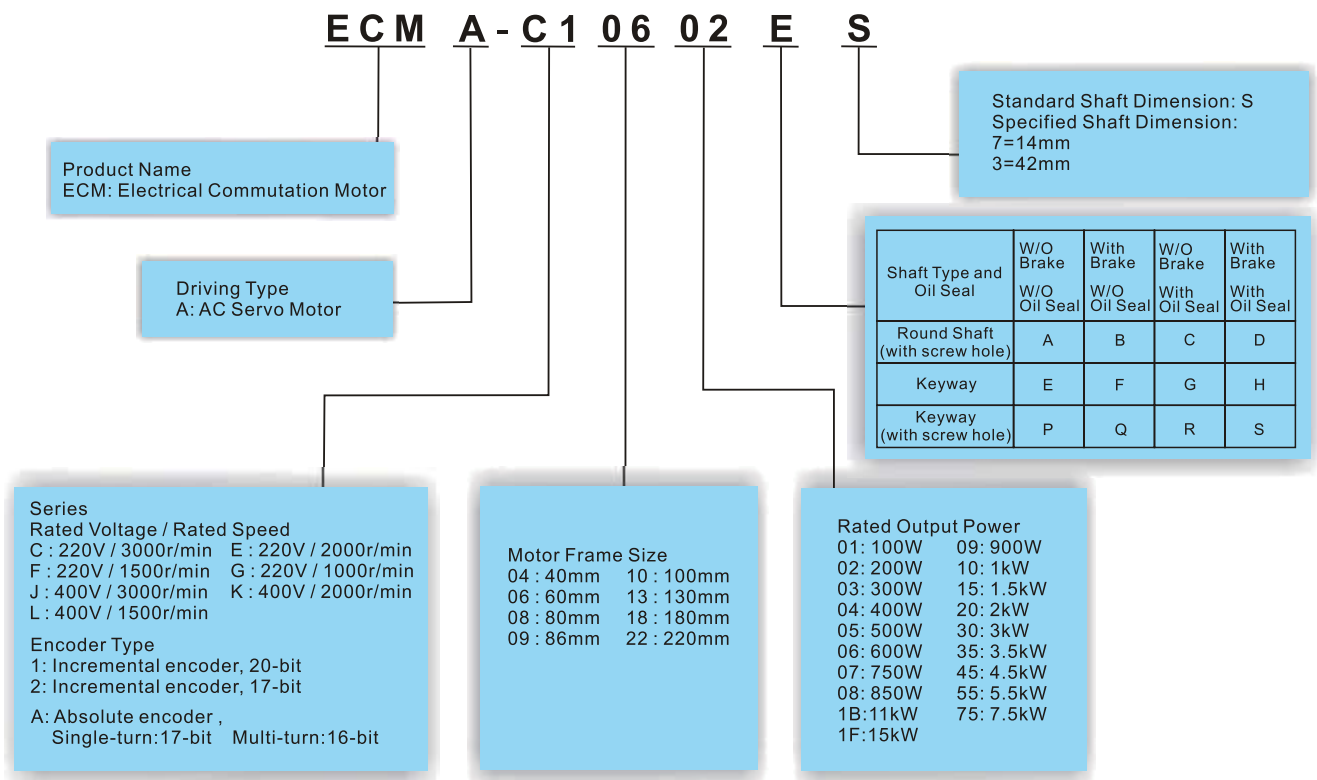 ECM A-C1 06 02 E S
Standard Shaft Dimension: S
Specified Shaft Dimension:
7=14mm
3=42mm
Product Name
ECM: Electrical Commutation Motor
Driving Type
A: AC Servo Motor
Shaft Type and Oil Seal | W/O Brake W/O Oil Seal | With Brake W/O Oil Seal | W/O Brake With Oil Seal | With Brake With Oil Seal
Round Shaft (with screw hole) | A | B | C | D
Keyway | E | F | G | H
Keyway (with screw hole) | P | Q | R | S
Series
Rated Voltage / Rated Speed
C : 220V / 3000r/min E : 220V / 2000r/min
F : 220V / 1500r/min G : 220V / 1000r/min
J : 400V / 3000r/min K : 400V / 2000r/min
L : 400V / 1500r/min
Encoder Type
1: Incremental encoder, 20-bit
2: Incremental encoder, 17-bit
A: Absolute encoder ,
Single-turn:17-bit Multi-turn:16-bit
Motor Frame Size
04 : 40mm 10 : 100mm
06 : 60mm 13 : 130mm
08 : 80mm 18 : 180mm
09 : 86mm 22 : 220mm
Rated Output Power
01: 100W 09: 900W
02: 200W 10: 1kW
03: 300W 15: 1.5kW
04: 400W 20: 2kW
05: 500W 30: 3kW
06: 600W 35: 3.5kW
07: 750W 45: 4.5kW
08: 850W 55: 5.5kW
1B:11kW 75: 7.5kW
1F:15kW